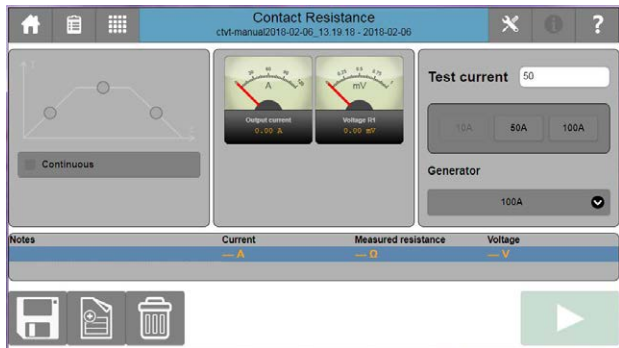 Contact Resistance
ctvt-manual2018-02-06_13.19.18 - 2018-02-06
?
I
Continuous
A
Output current
0.00 A
mV
Voltage R1
0.00 mV
Test current 50
10A 50A 100A
Generator
100A
Notes Current Measured resistance Voltage
--- A --- Ω --- V